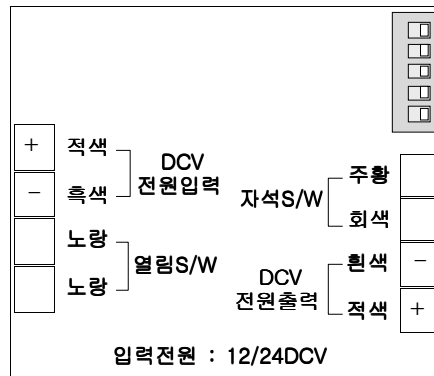 + 적색
DCV
전원입력
− 흑색
노랑
열림S/W
노랑
주황
자석S/W
회색
흰색 −
DCV
전원출력
적색 +
입력전원 : 12/24DCV